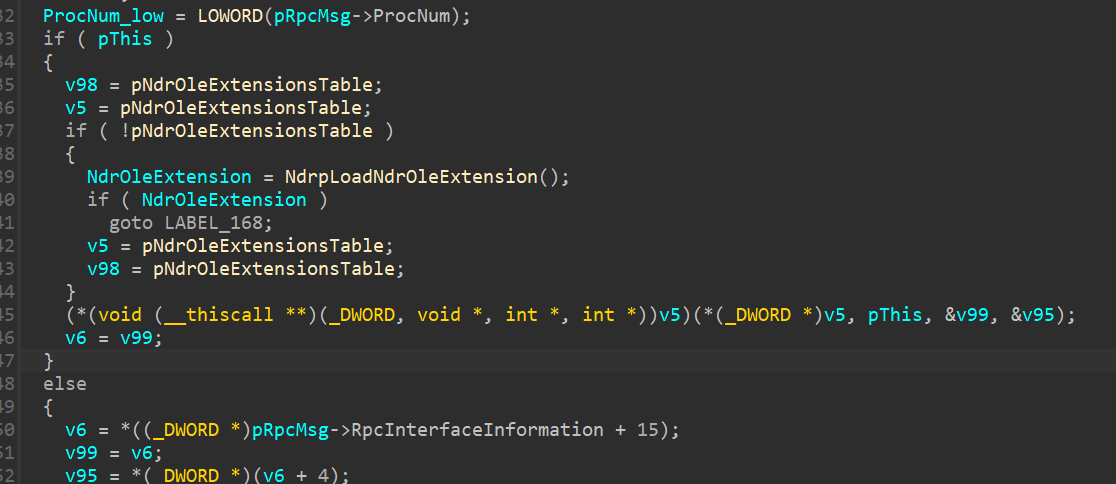 32 ProcNum_low = LOWORD(pRpcMsg->ProcNum);
33 if ( pThis )
34 {
35 v98 = pNdrOleExtensionsTable;
36 v5 = pNdrOleExtensionsTable;
37 if ( !pNdrOleExtensionsTable )
38 {
39 NdrOleExtension = NdrpLoadNdrOleExtension();
40 if ( NdrOleExtension )
41 goto LABEL_168;
42 v5 = pNdrOleExtensionsTable;
43 v98 = pNdrOleExtensionsTable;
44 }
45 (*(void (__thiscall **)(_DWORD, void *, int *, int *))v5)(*(_DWORD *)v5, pThis, &v99, &v95);
46 v6 = v99;
47 }
48 else
49 {
50 v6 = *((_DWORD *)pRpcMsg->RpcInterfaceInformation + 15);
51 v99 = v6;
52 v95 = *(_DWORD *)(v6 + 4);